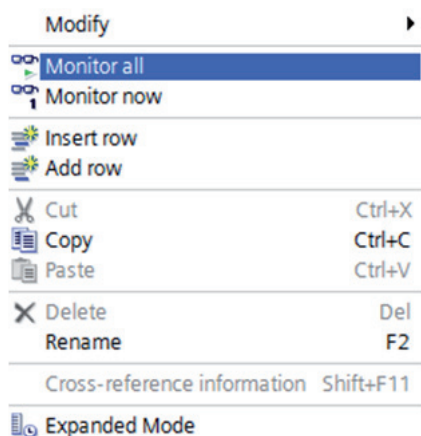 Modify
Monitor all
1 Monitor now
Insert row
Add row
Cut Ctrl+X
Copy Ctrl+C
Paste Ctrl+V
Delete Del
Rename F2
Cross-reference information Shift+F11
Expanded Mode